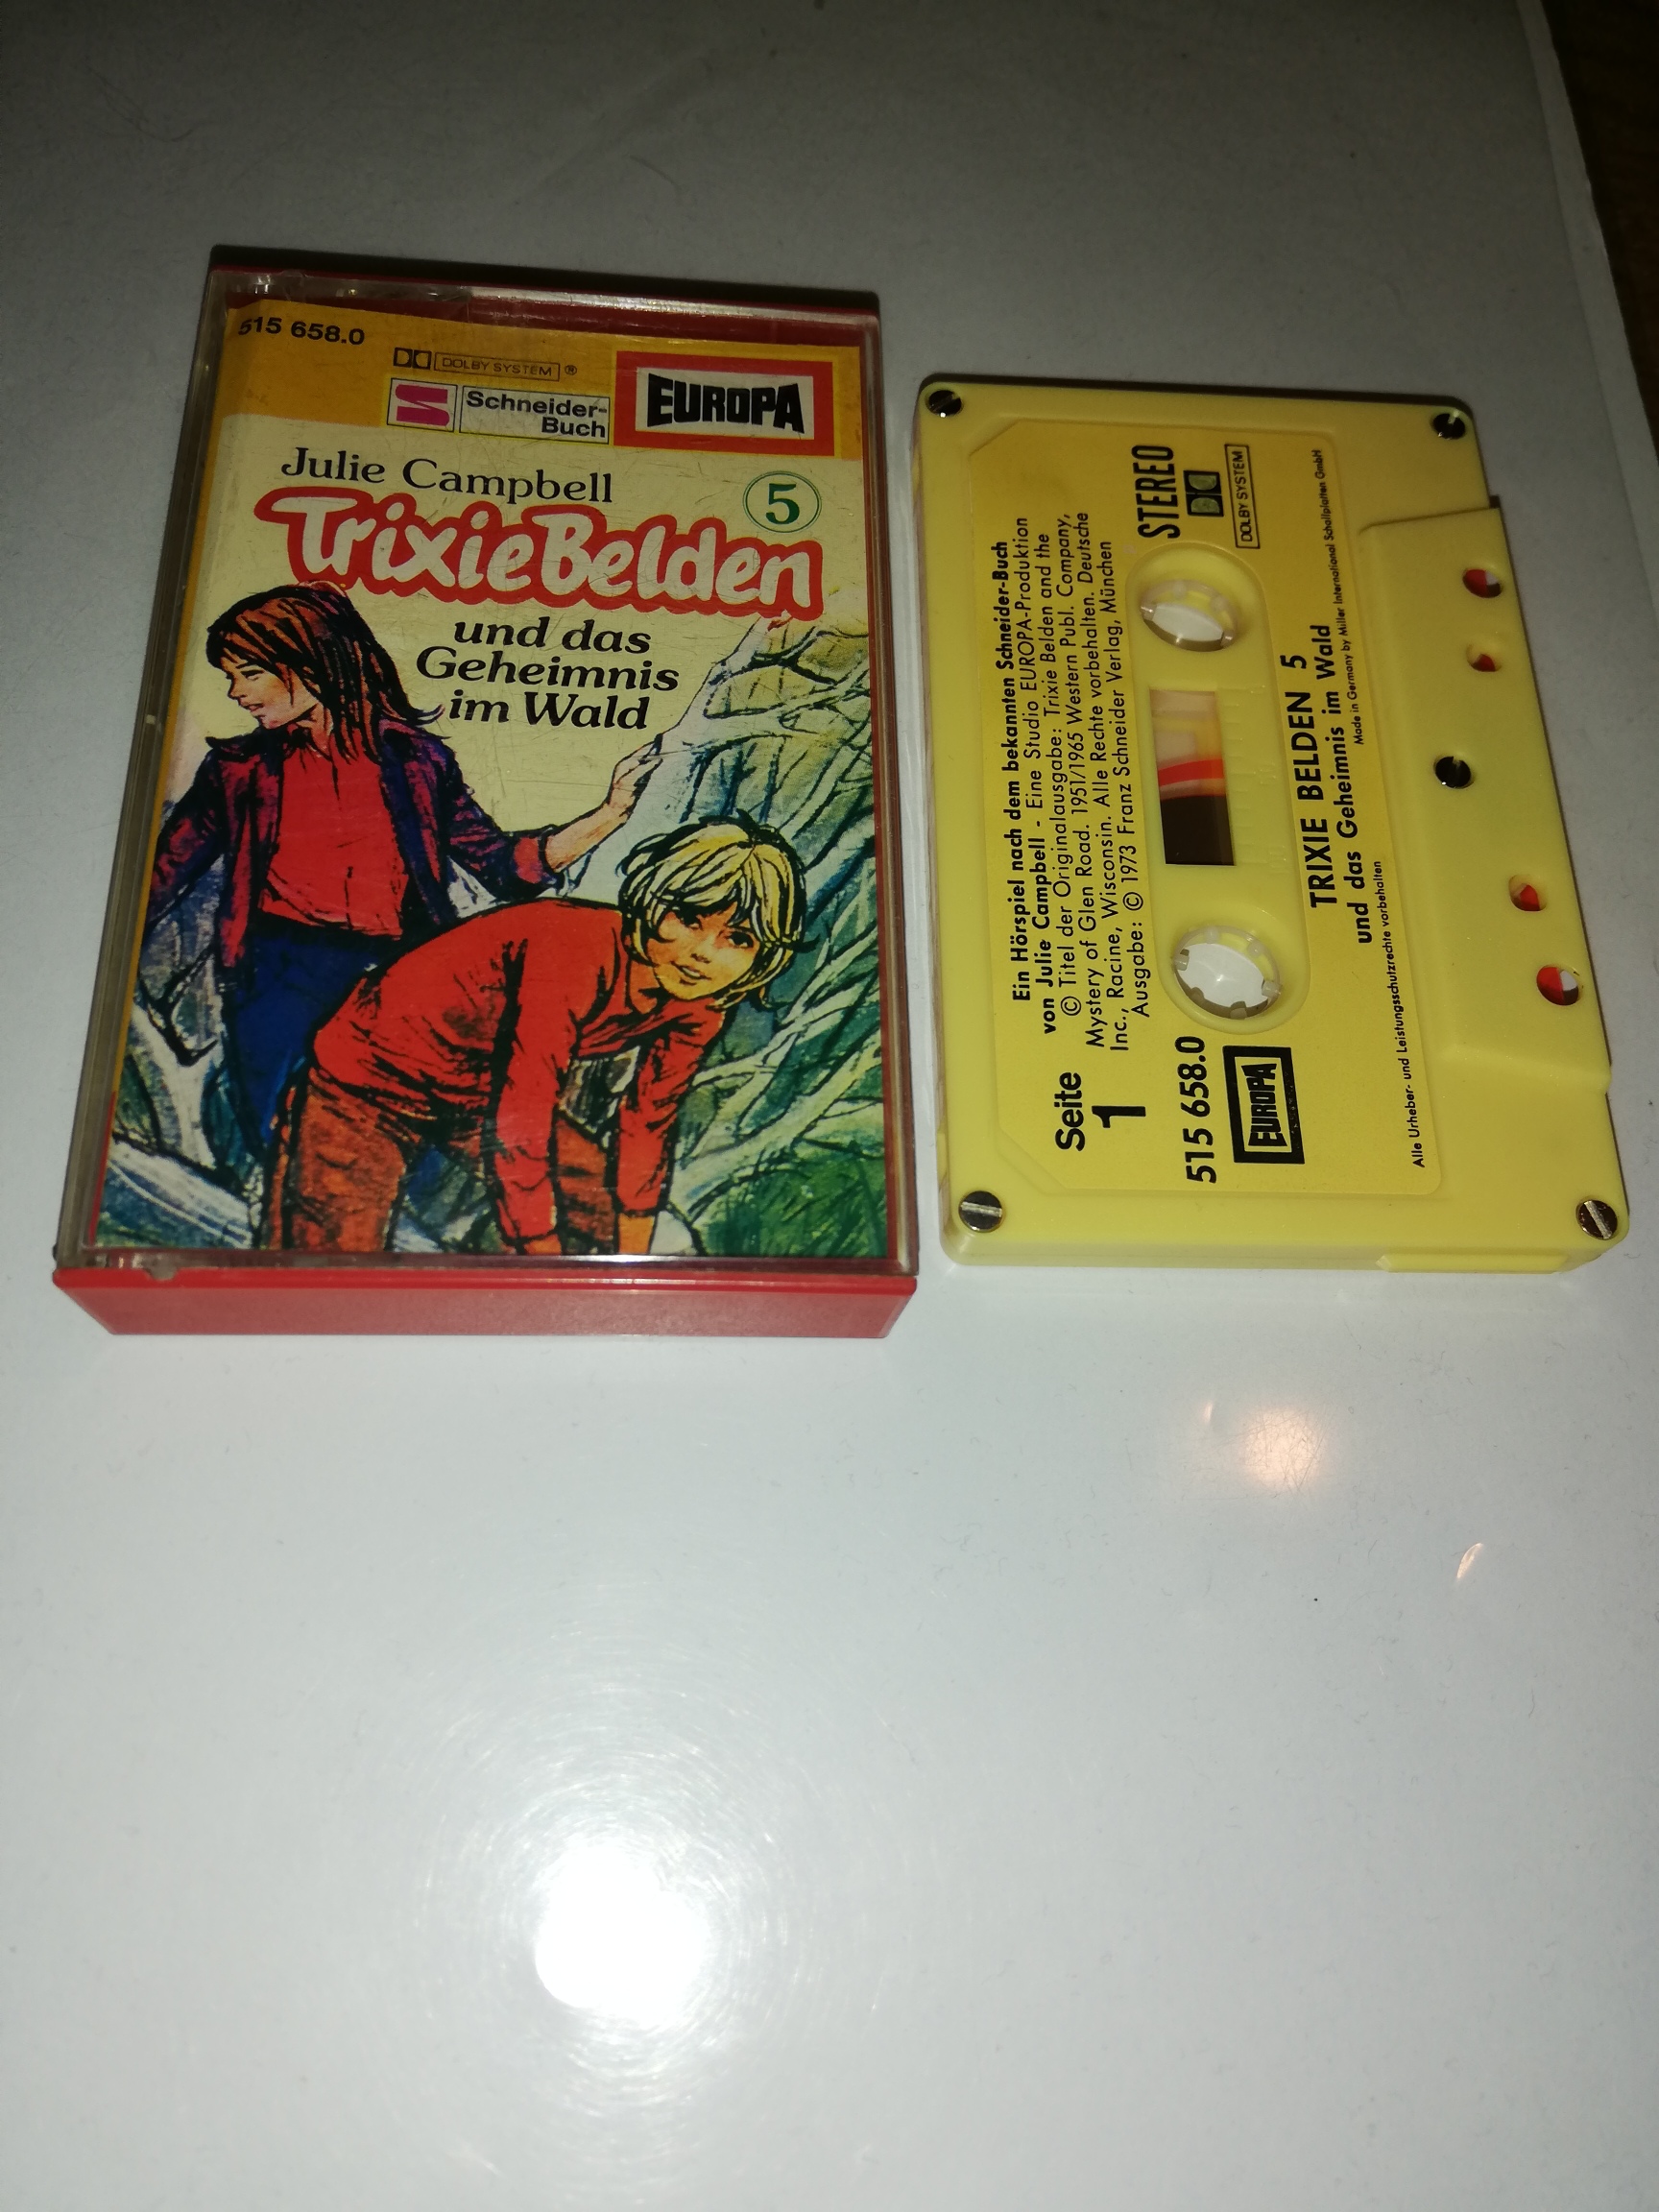 515 658.0
DOLBY SYSTEM ®
Schneider-
Buch
EUROPA
Julie Campbell
5
Trixie Belden
und das
Geheimnis
im Wald
Ein Hörspiel nach dem bekannten Schneider-Buch
von Julie Campbell - Eine Studio EUROPA-Produktion
© Titel der Originalausgabe: Trixie Belden and the
Mystery of Glen Road. 1951/1965 Western Publ. Company,
Inc., Racine, Wisconsin. Alle Rechte vorbehalten. Deutsche
Ausgabe: © 1973 Franz Schneider Verlag, München
Seite
1
STEREO
DOLBY SYSTEM
515 658.0
EUROPA
TRIXIE BELDEN 5
und das Geheimnis im Wald
Made in Germany by Miller International Schallplatten GmbH
Alle Urheber- und Leistungsschutzrechte vorbehalten